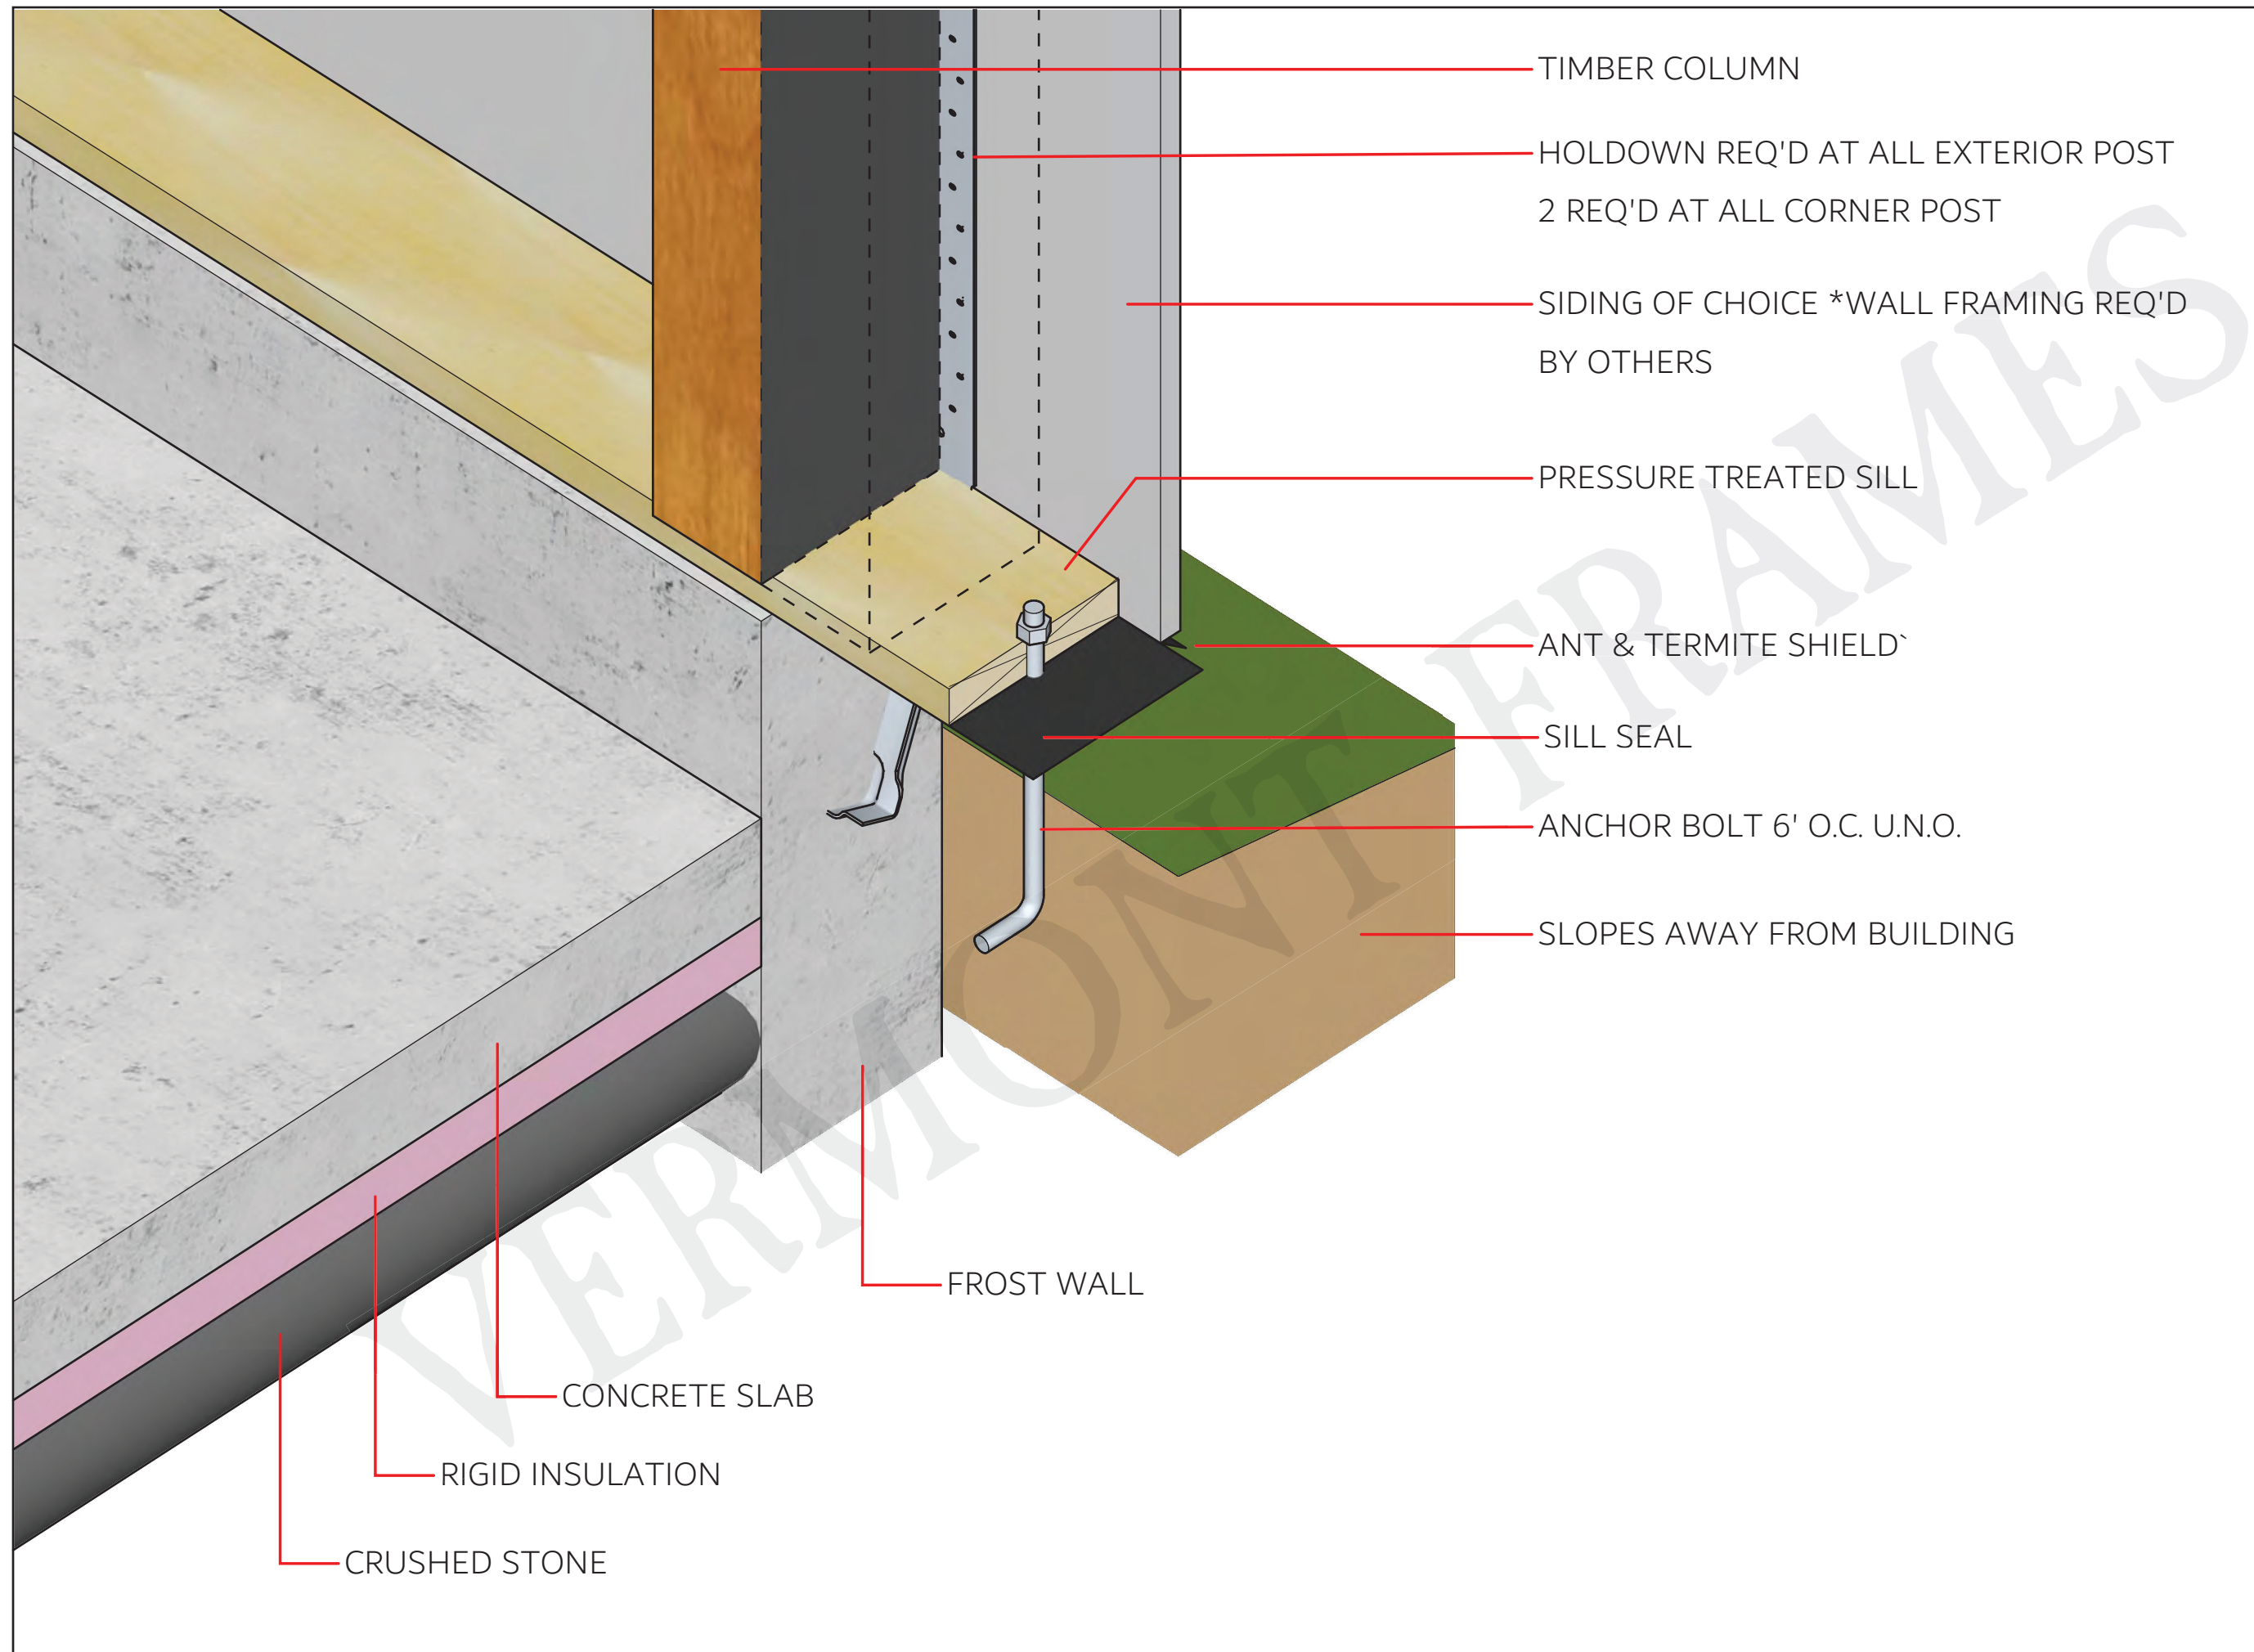 TIMBER COLUMN
HOLDOWN REQ'D AT ALL EXTERIOR POST
2 REQ'D AT ALL CORNER POST
SIDING OF CHOICE *WALL FRAMING REQ'D
BY OTHERS
PRESSURE TREATED SILL
ANT & TERMITE SHIELD`
SILL SEAL
ANCHOR BOLT 6' O.C. U.N.O.
SLOPES AWAY FROM BUILDING
FROST WALL
CONCRETE SLAB
RIGID INSULATION
CRUSHED STONE
VERMONT FRAMES